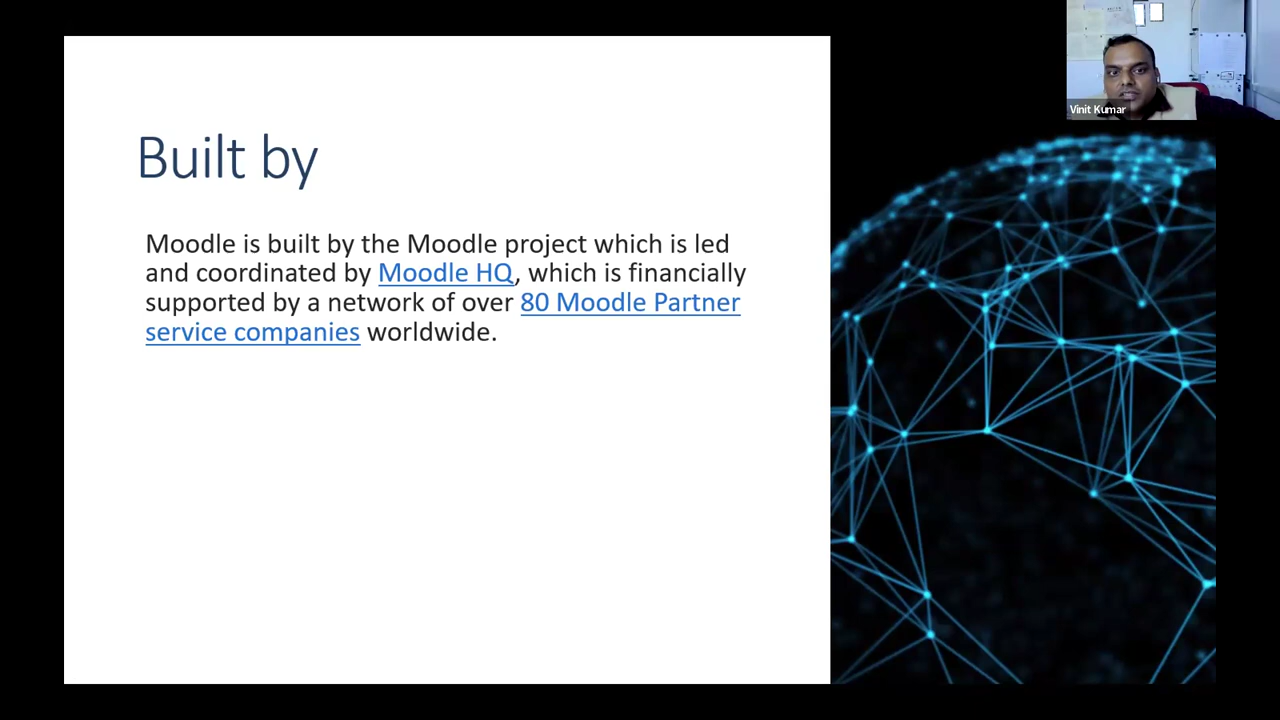 Built by
Moodle is built by the Moodle project which is led
and coordinated by Moodle HQ, which is financially
supported by a network of over 80 Moodle Partner
service companies worldwide.
Vinit Kumar